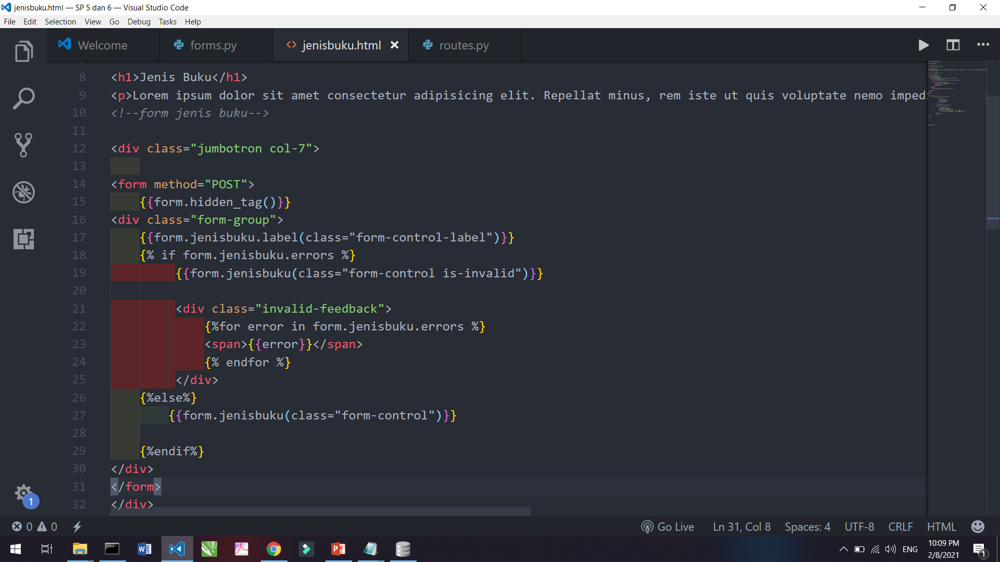 jenisbuku.html — SP 5 dan 6 — Visual Studio Code
File Edit Selection View Go Debug Tasks Help
Welcome forms.py jenisbuku.html routes.py
8 <h1>Jenis Buku</h1>
9 <p>Lorem ipsum dolor sit amet consectetur adipisicing elit. Repellat minus, rem iste ut quis voluptate nemo imped
10 <!--form jenis buku-->
11
12 <div class="jumbotron col-7">
13
14 <form method="POST">
15 {{form.hidden_tag()}}
16 <div class="form-group">
17 {{form.jenisbuku.label(class="form-control-label")}}
18 {% if form.jenisbuku.errors %}
19 {{form.jenisbuku(class="form-control is-invalid")}}
20
21 <div class="invalid-feedback">
22 {%for error in form.jenisbuku.errors %}
23 <span>{{error}}</span>
24 {% endfor %}
25 </div>
26 {%else%}
27 {{form.jenisbuku(class="form-control")}}
28
29 {%endif%}
30 </div>
31 </form>
32 </div>
1
0 0 Go Live Ln 31, Col 8 Spaces: 4 UTF-8 CRLF HTML
ENG 10:09 PM
2/8/2021
1